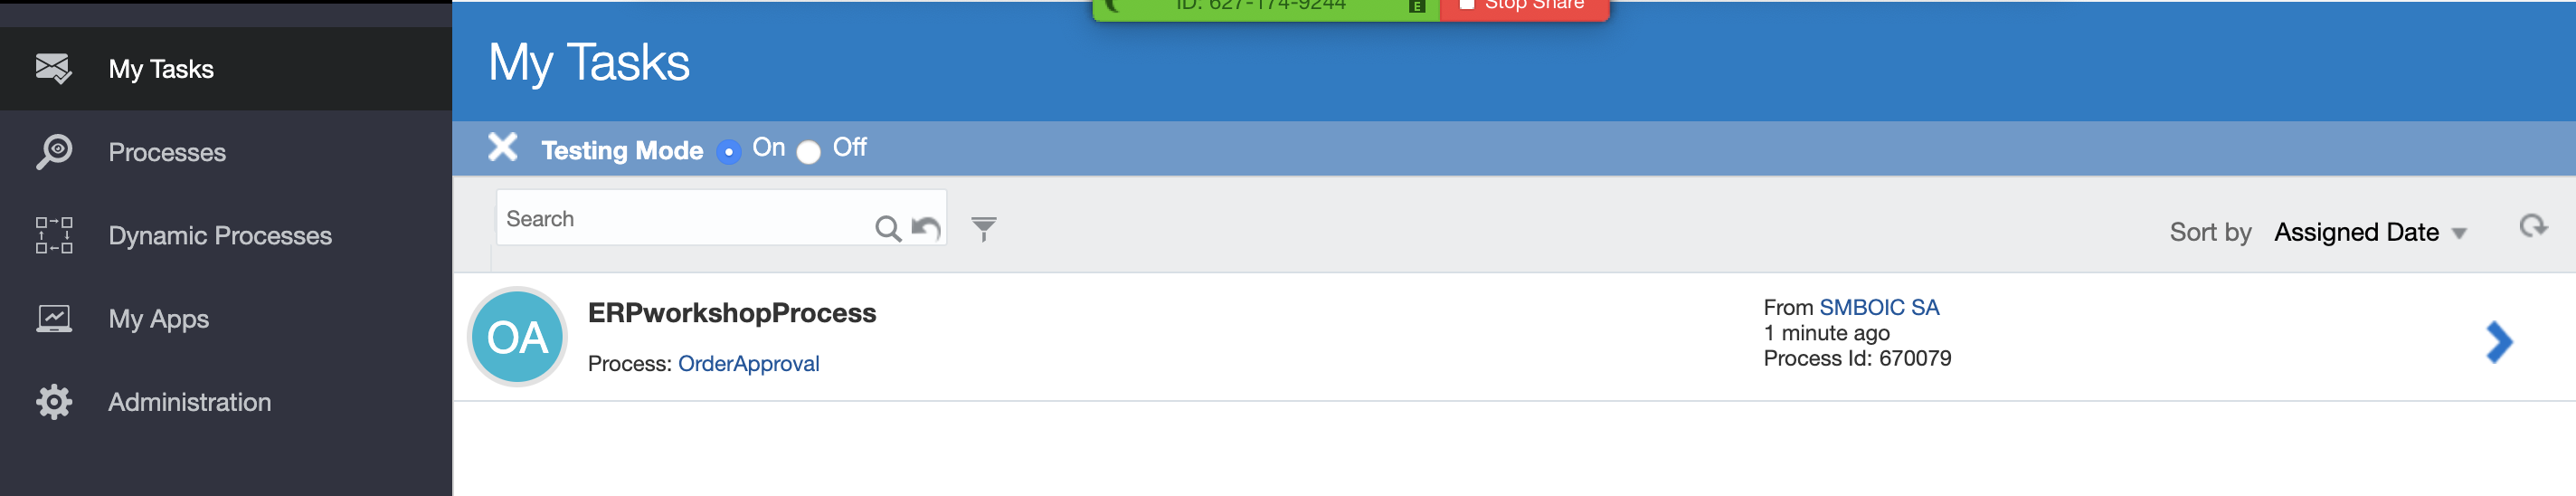 ID: 627-174-9244
E
Stop Share
My Tasks
Processes
Dynamic Processes
My Apps
Administration
My Tasks
Testing Mode On Off
Search
Sort by Assigned Date
OA
ERPworkshopProcess
Process: OrderApproval
From SMBOIC SA
1 minute ago
Process Id: 670079